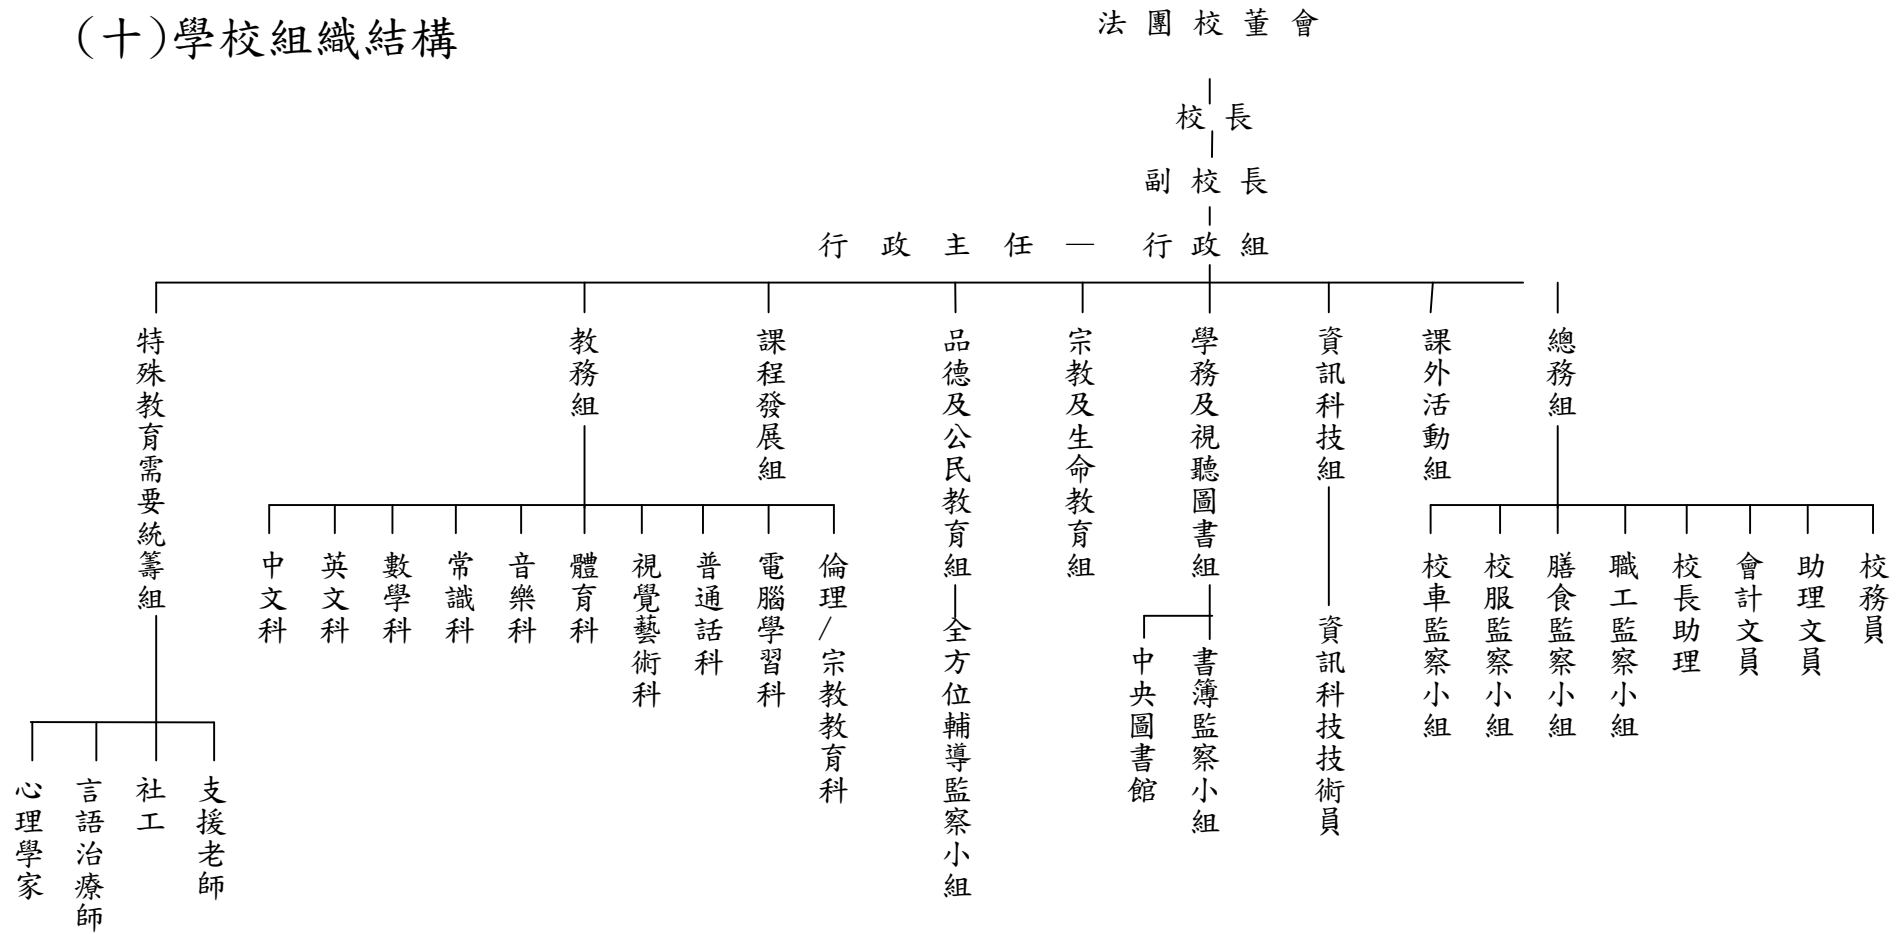 (十)學校組織結構
法團校董會
校長
副校長
行政主任— 行政組
特殊教育需要統籌組
教務組
課程發展組
品德及公民教育組
宗教及生命教育組
學務及視聽圖書組
資訊科技組
課外活動組
總務組
中文科
英文科
數學科
常識科
音樂科
體育科
視覺藝術科
普通話科
電腦學習科
倫理/宗教教育科
全方位輔導監察小組
中央圖書館
書簿監察小組
資訊科技技術員
校車監察小組
校服監察小組
膳食監察小組
職工監察小組
校長助理
會計文員
助理文員
校務員
心理學家
言語治療師
社工
支援老師